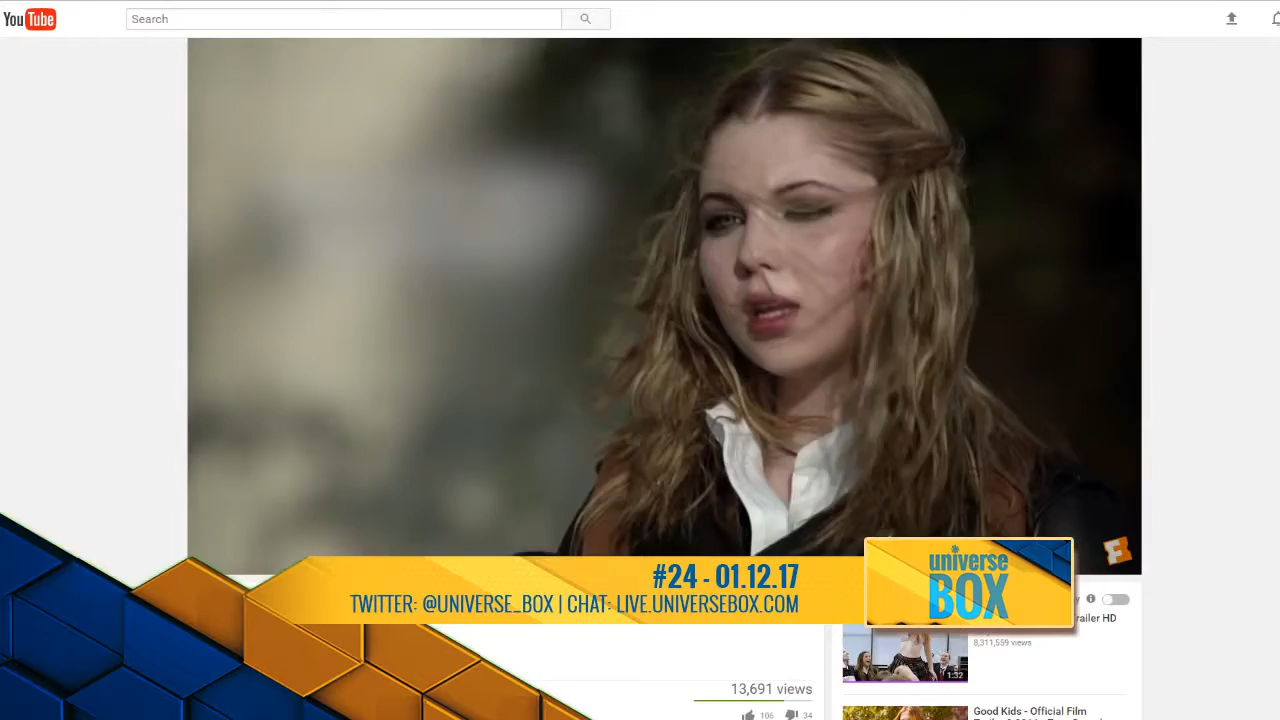 YouTube
Search
#24 - 01.12.17
TWITTER: @UNIVERSE_BOX | CHAT: LIVE.UNIVERSEBOX.COM
universe
BOX
railer HD
8,311,559 views
1:32
13,691 views
106
34
Good Kids - Official Film